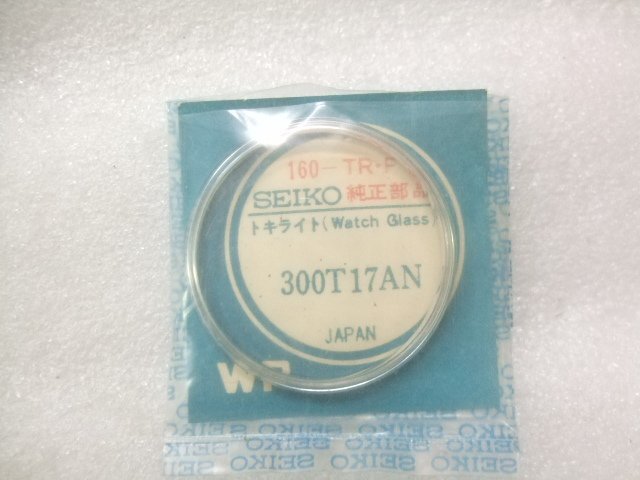 160-TR-P
SEIKO 純正部品
トキライト(Watch Glass)
300T17AN
JAPAN
SEIKO SEIKO SEIKO SEIKO